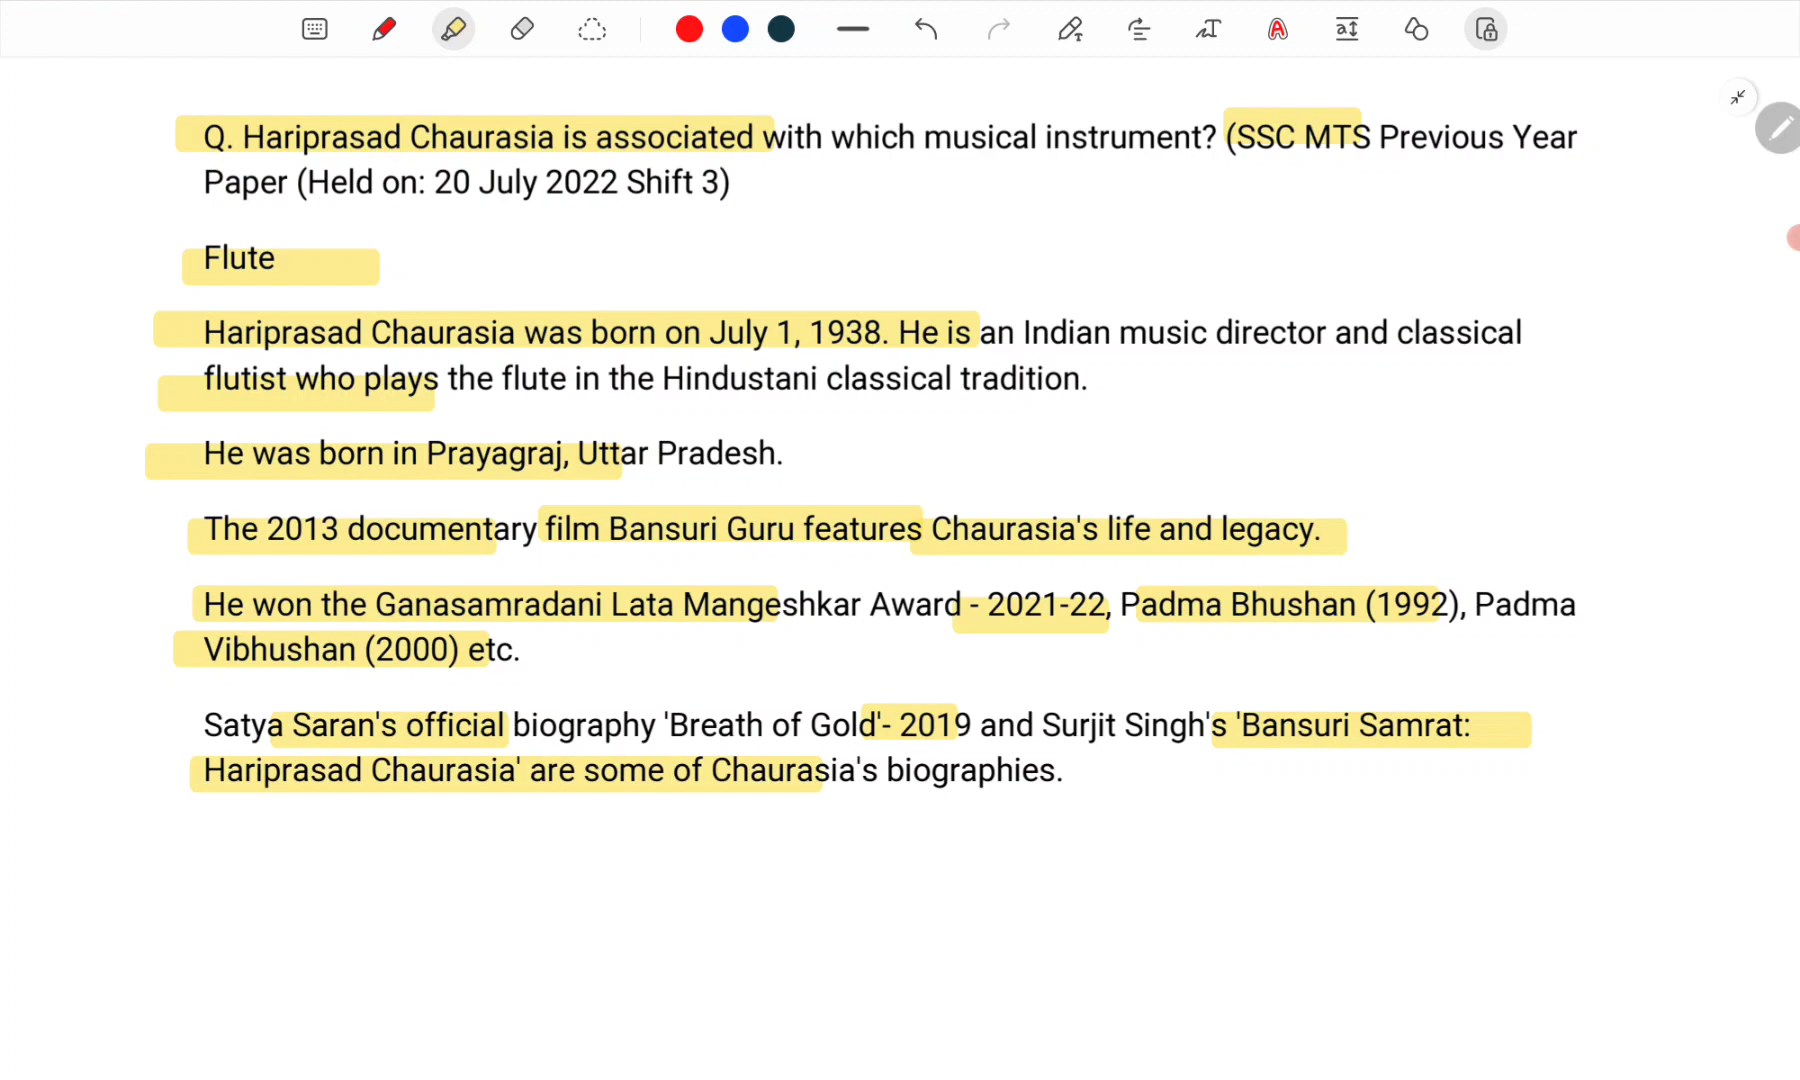 Q. Hariprasad Chaurasia is associated with which musical instrument? (SSC MTS Previous Year
Paper (Held on: 20 July 2022 Shift 3)
Flute
Hariprasad Chaurasia was born on July 1, 1938. He is an Indian music director and classical
flutist who plays the flute in the Hindustani classical tradition.
He was born in Prayagraj, Uttar Pradesh.
The 2013 documentary film Bansuri Guru features Chaurasia's life and legacy.
He won the Ganasamradani Lata Mangeshkar Award - 2021-22, Padma Bhushan (1992), Padma
Vibhushan (2000) etc.
Satya Saran's official biography 'Breath of Gold'- 2019 and Surjit Singh's 'Bansuri Samrat:
Hariprasad Chaurasia' are some of Chaurasia's biographies.